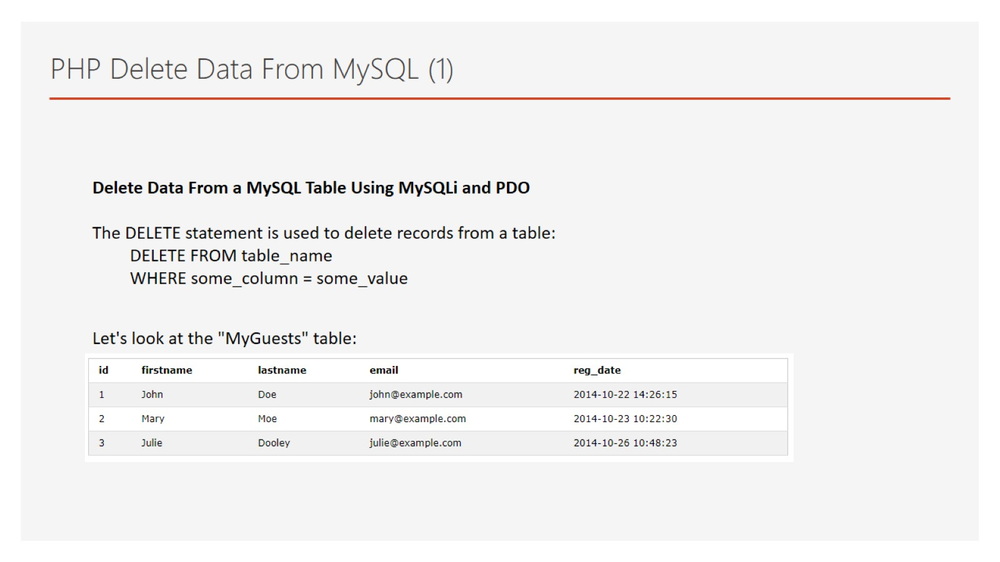 PHP Delete Data From MySQL (1)
Delete Data From a MySQL Table Using MySQLi and PDO
The DELETE statement is used to delete records from a table:
DELETE FROM table_name
WHERE some_column = some_value
Let's look at the "MyGuests" table:
id firstname lastname email reg_date
1 John Doe john@example.com 2014-10-22 14:26:15
2 Mary Moe mary@example.com 2014-10-23 10:22:30
3 Julie Dooley julie@example.com 2014-10-26 10:48:23